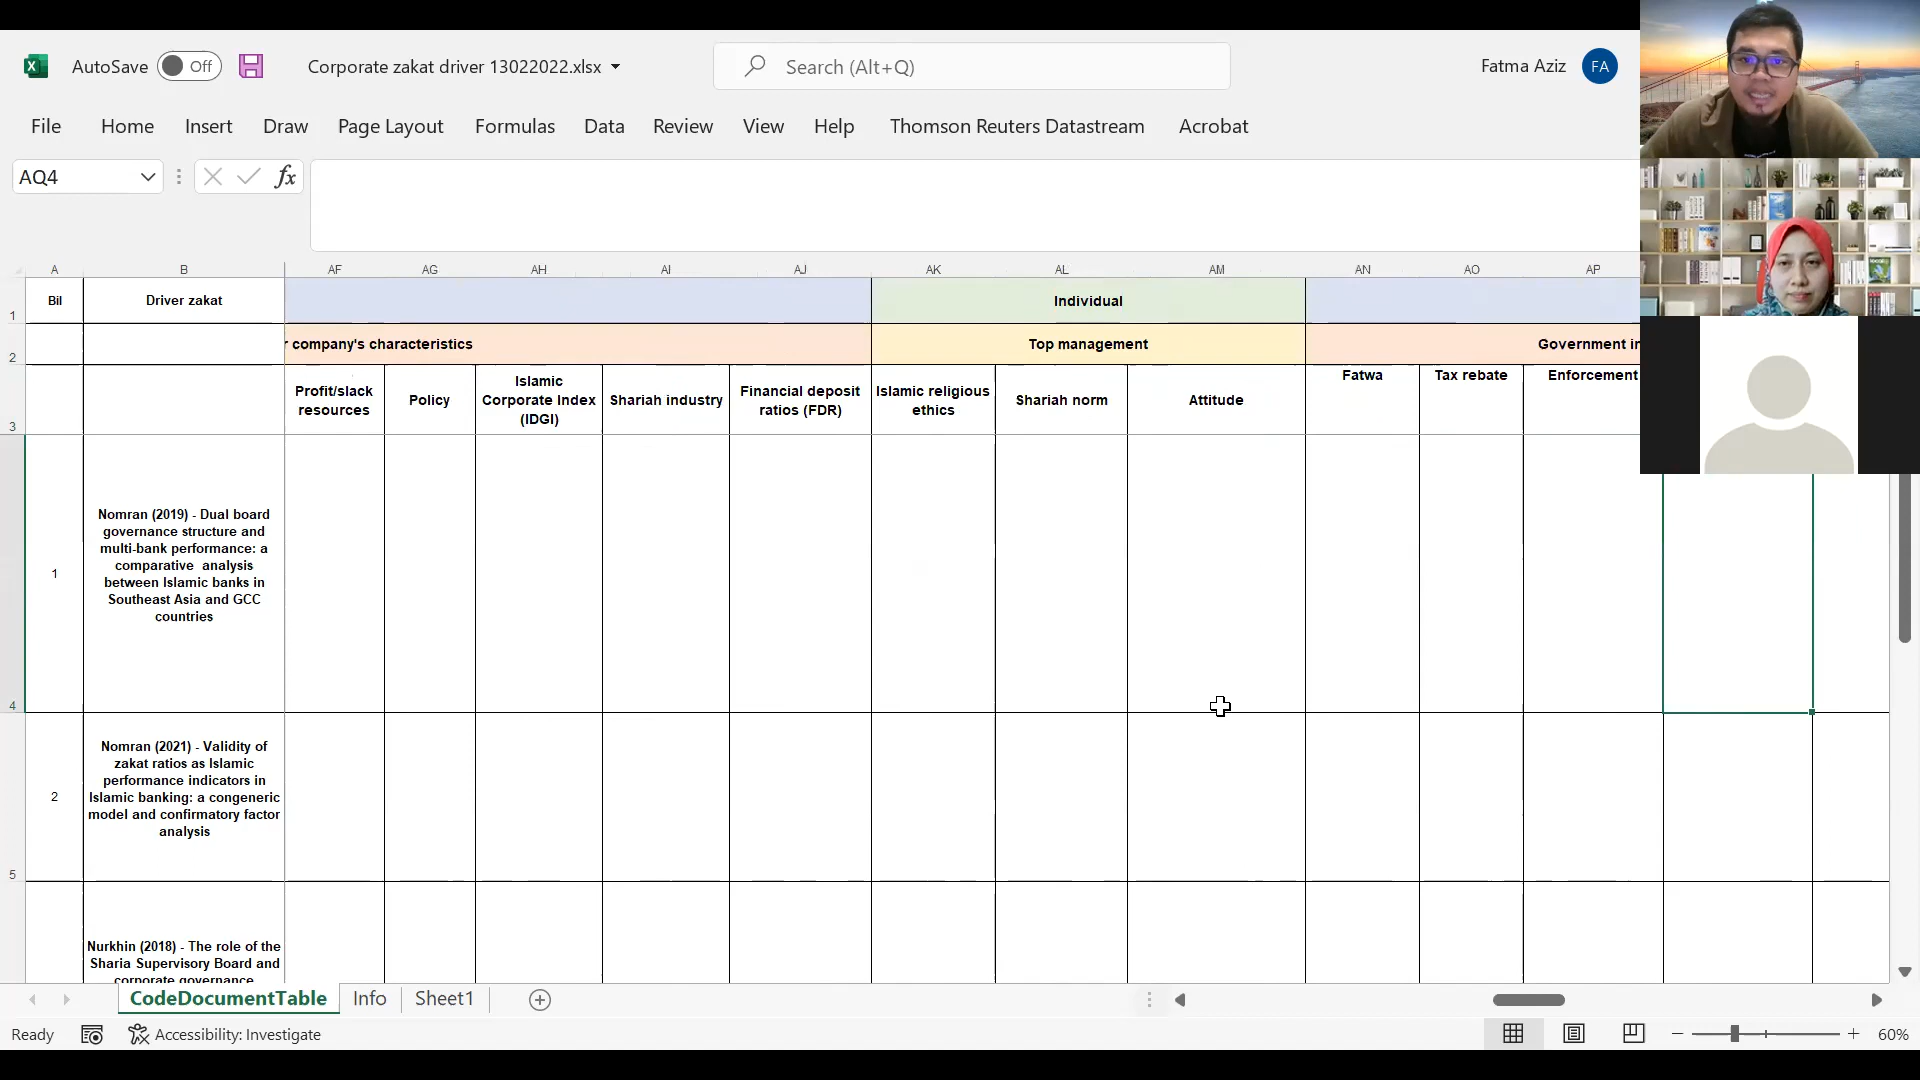 AutoSave Off Corporate zakat driver 13022022.xlsx Search (Alt+Q) Fatma Aziz FA
File Home Insert Draw Page Layout Formulas Data Review View Help Thomson Reuters Datastream Acrobat
AQ4 fx
A B AF AG AH AI AJ AK AL AM AN AO AP
1 Bil Driver zakat Individual
2 company's characteristics Top management Government in
3 Profit/slack resources Policy Islamic Corporate Index (IDGI) Shariah industry Financial deposit ratios (FDR) Islamic religious ethics Shariah norm Attitude Fatwa Tax rebate Enforcement
4 1
Nomran (2019) - Dual board
governance structure and
multi-bank performance: a
comparative analysis
between Islamic banks in
Southeast Asia and GCC
countries
5 2
Nomran (2021) - Validity of
zakat ratios as Islamic
performance indicators in
Islamic banking: a congeneric
model and confirmatory factor
analysis
Nurkhin (2018) - The role of the
Sharia Supervisory Board and
corporate governance
CodeDocumentTable Info Sheet1
Ready Accessibility: Investigate 60%